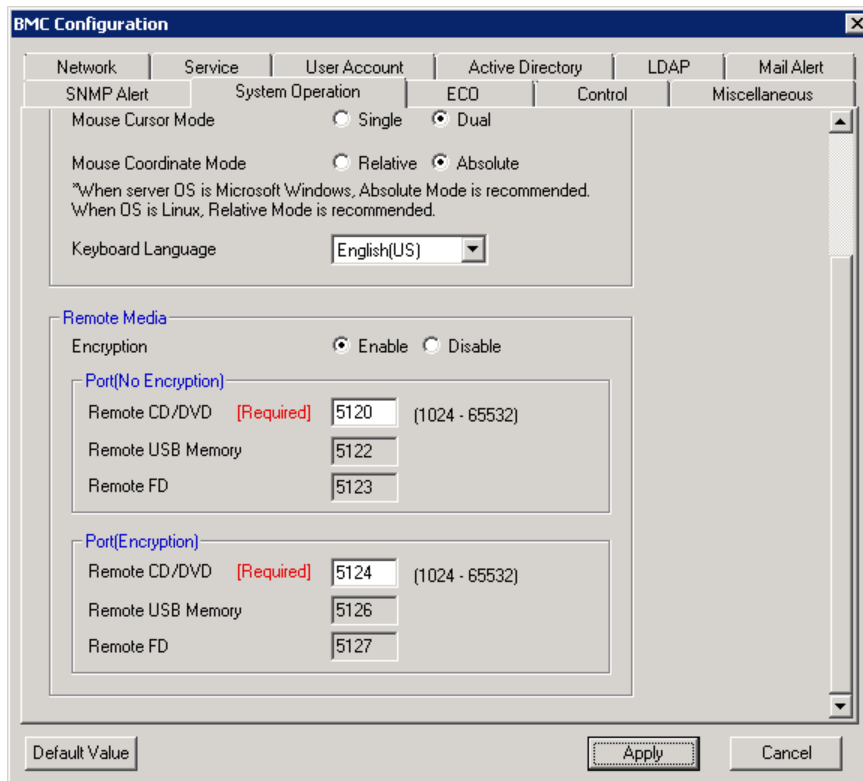 BMC Configuration
Network Service User Account Active Directory LDAP Mail Alert
SNMP Alert System Operation ECO Control Miscellaneous
Mouse Cursor Mode Single Dual
Mouse Coordinate Mode Relative Absolute
*When server OS is Microsoft Windows, Absolute Mode is recommended.
When OS is Linux, Relative Mode is recommended.
Keyboard Language English(US)
Remote Media
Encryption Enable Disable
Port(No Encryption)
Remote CD/DVD [Required] 5120 (1024 - 65532)
Remote USB Memory 5122
Remote FD 5123
Port(Encryption)
Remote CD/DVD [Required] 5124 (1024 - 65532)
Remote USB Memory 5126
Remote FD 5127
Default Value Apply Cancel